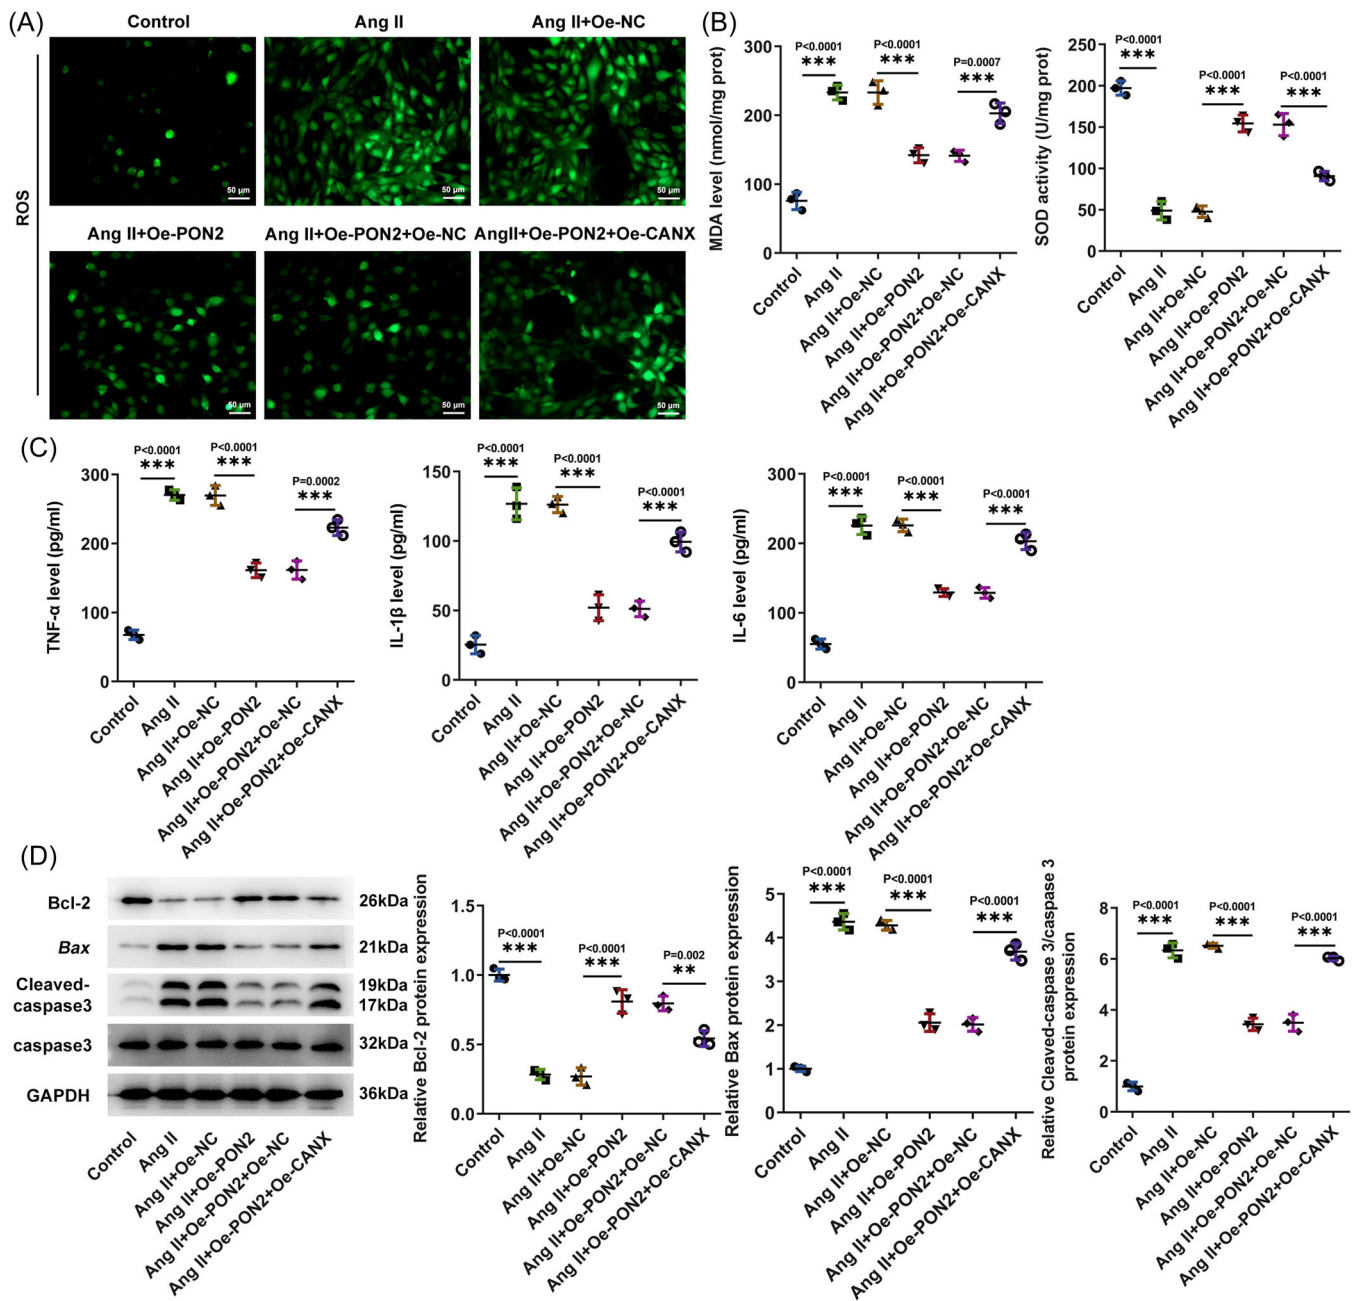 (A)
Control
Ang II
Ang II+Oe-NC
ROS
50 μm
50 μm
50 μm
Ang II+Oe-PON2
Ang II+Oe-PON2+Oe-NC
AngII+Oe-PON2+Oe-CANX
50 μm
50 μm
50 μm
(B)
MDA level (nmol/mg prot)
300
200
100
0
P<0.0001
***
P<0.0001
***
P=0.0007
***
Control
Ang II
Ang II+Oe-NC
Ang II+Oe-PON2
Ang II+Oe-PON2+Oe-NC
Ang II+Oe-PON2+Oe-CANX
SOD activity (U/mg prot)
250
200
150
100
50
0
P<0.0001
***
P<0.0001
***
P<0.0001
***
Control
Ang II
Ang II+Oe-NC
Ang II+Oe-PON2
Ang II+Oe-PON2+Oe-NC
Ang II+Oe-PON2+Oe-CANX
(C)
TNF-α level (pg/ml)
300
200
100
0
P<0.0001
***
P<0.0001
***
P=0.0002
***
Control
Ang II
Ang II+Oe-NC
Ang II+Oe-PON2
Ang II+Oe-PON2+Oe-NC
Ang II+Oe-PON2+Oe-CANX
IL-1β level (pg/ml)
150
100
50
0
P<0.0001
***
P<0.0001
***
P<0.0001
***
Control
Ang II
Ang II+Oe-NC
Ang II+Oe-PON2
Ang II+Oe-PON2+Oe-NC
Ang II+Oe-PON2+Oe-CANX
IL-6 level (pg/ml)
300
200
100
0
P<0.0001
***
P<0.0001
***
P<0.0001
***
Control
Ang II
Ang II+Oe-NC
Ang II+Oe-PON2
Ang II+Oe-PON2+Oe-NC
Ang II+Oe-PON2+Oe-CANX
(D)
Bcl-2
26kDa
Bax
21kDa
Cleaved-
caspase3
19kDa
17kDa
caspase3
32kDa
GAPDH
36kDa
Control
Ang II
Ang II+Oe-NC
Ang II+Oe-PON2
Ang II+Oe-PON2+Oe-NC
Ang II+Oe-PON2+Oe-CANX
Relative Bcl-2 protein expression
1.5
1.0
0.5
0.0
P<0.0001
***
P<0.0001
***
P=0.002
**
Control
Ang II
Ang II+Oe-NC
Ang II+Oe-PON2
Ang II+Oe-PON2+Oe-NC
Ang II+Oe-PON2+Oe-CANX
Relative Bax protein expression
5
4
3
2
1
0
P<0.0001
***
P<0.0001
***
P<0.0001
***
Control
Ang II
Ang II+Oe-NC
Ang II+Oe-PON2
Ang II+Oe-PON2+Oe-NC
Ang II+Oe-PON2+Oe-CANX
Relative Cleaved-caspase 3/caspase 3
protein expression
8
6
4
2
0
P<0.0001
***
P<0.0001
***
P<0.0001
***
Control
Ang II
Ang II+Oe-NC
Ang II+Oe-PON2
Ang II+Oe-PON2+Oe-NC
Ang II+Oe-PON2+Oe-CANX